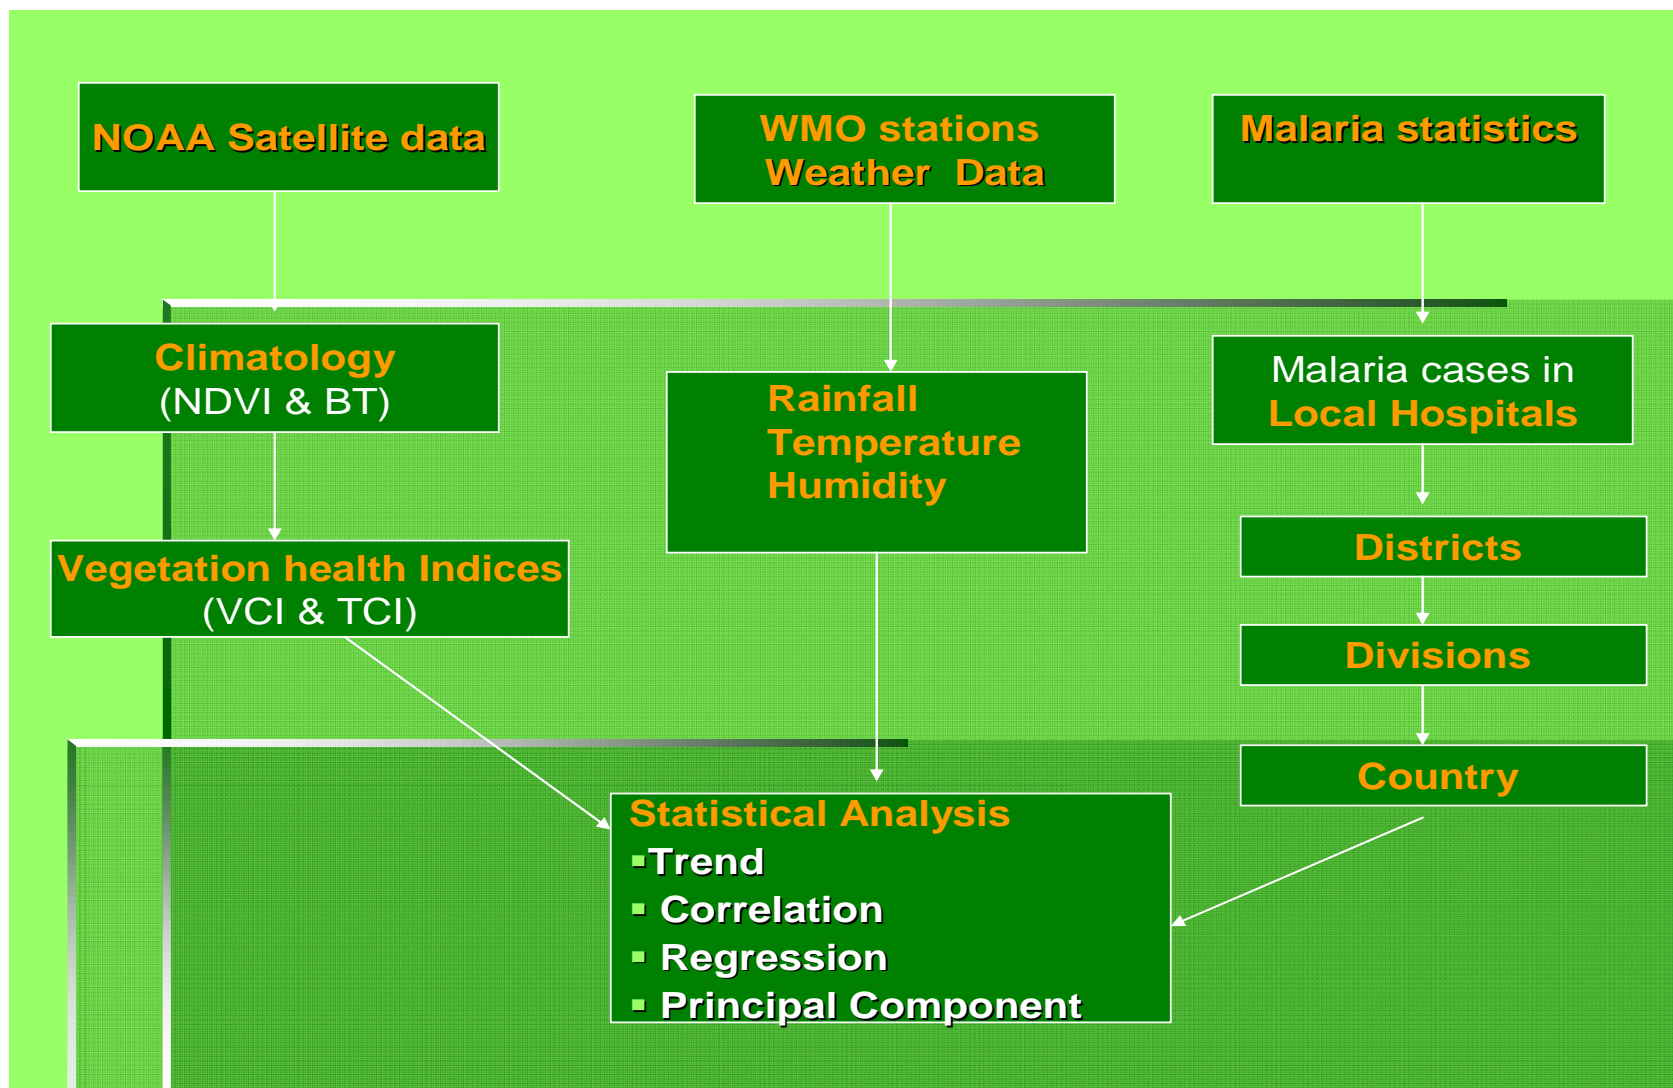 NOAA Satellite data
WMO stations
Weather Data
Malaria statistics
Climatology
(NDVI & BT)
Rainfall
Temperature
Humidity
Malaria cases in
Local Hospitals
Vegetation health Indices
(VCI & TCI)
Districts
Divisions
Country
Statistical Analysis
▪Trend
▪ Correlation
▪ Regression
▪ Principal Component